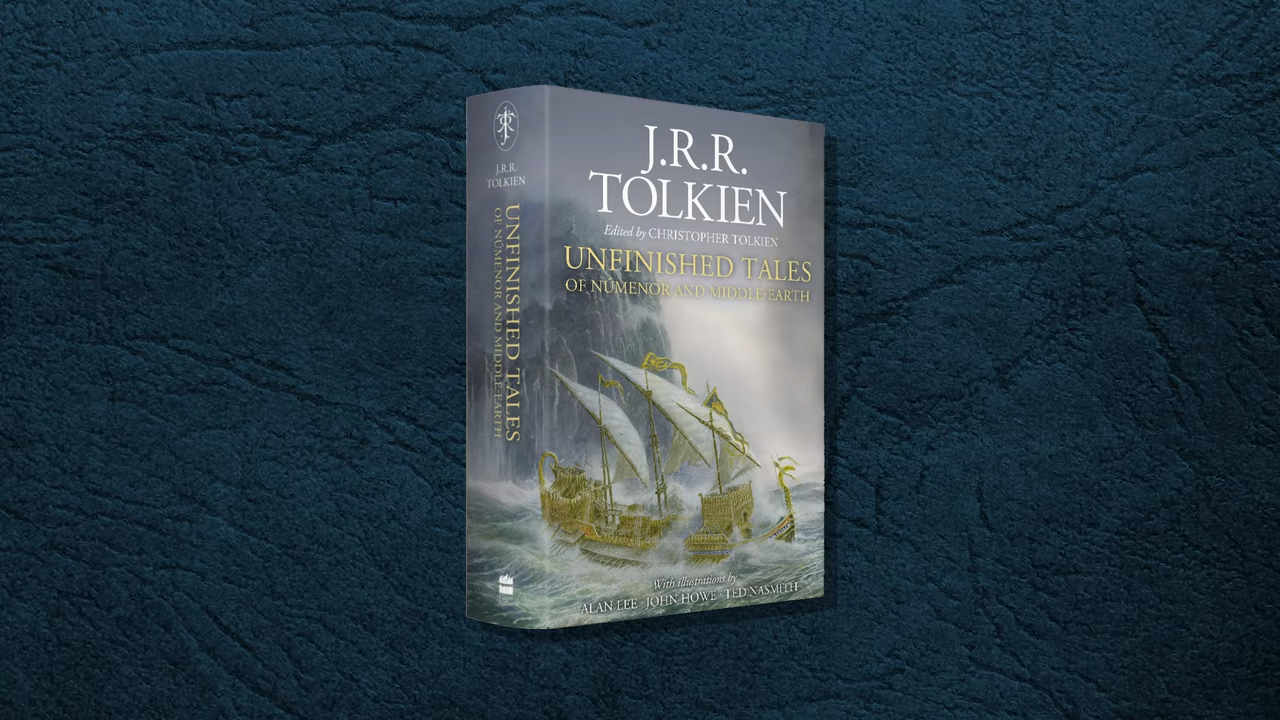 J.R.R.
TOLKIEN
UNFINISHED TALES
OF NÚMENOR AND MIDDLE-EARTH
J.R.R.
TOLKIEN
Edited by CHRISTOPHER TOLKIEN
UNFINISHED TALES
OF NÚMENOR AND MIDDLE-EARTH
With illustrations by
ALAN LEE · JOHN HOWE · TED NASMITH